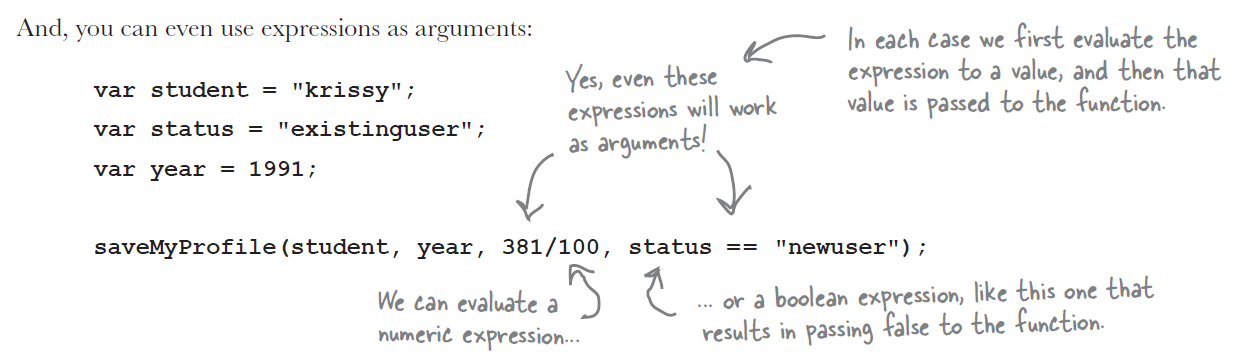 And, you can even use expressions as arguments:
var student = "krissy";
var status = "existinguser";
var year = 1991;
Yes, even these
expressions will work
as arguments!
In each case we first evaluate the
expression to a value, and then that
value is passed to the function.
saveMyProfile(student, year, 381/100, status == "newuser");
We can evaluate a
numeric expression...
... or a boolean expression, like this one that
results in passing false to the function.